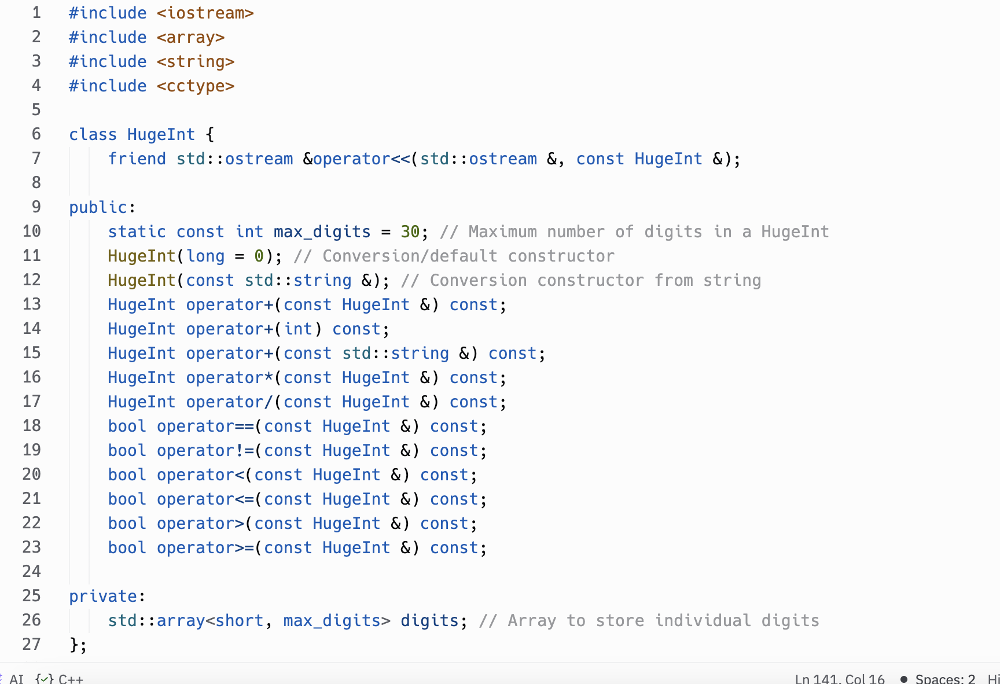 1 #include <iostream>
2 #include <array>
3 #include <string>
4 #include <cctype>
5
6 class HugeInt {
7     friend std::ostream &operator<<(std::ostream &, const HugeInt &);
8
9 public:
10     static const int max_digits = 30; // Maximum number of digits in a HugeInt
11     HugeInt(long = 0); // Conversion/default constructor
12     HugeInt(const std::string &); // Conversion constructor from string
13     HugeInt operator+(const HugeInt &) const;
14     HugeInt operator+(int) const;
15     HugeInt operator+(const std::string &) const;
16     HugeInt operator*(const HugeInt &) const;
17     HugeInt operator/(const HugeInt &) const;
18     bool operator==(const HugeInt &) const;
19     bool operator!=(const HugeInt &) const;
20     bool operator<(const HugeInt &) const;
21     bool operator<=(const HugeInt &) const;
22     bool operator>(const HugeInt &) const;
23     bool operator>=(const HugeInt &) const;
24
25 private:
26     std::array<short, max_digits> digits; // Array to store individual digits
27 };
AI {✓} C++ Ln 141, Col 16 • Spaces: 2